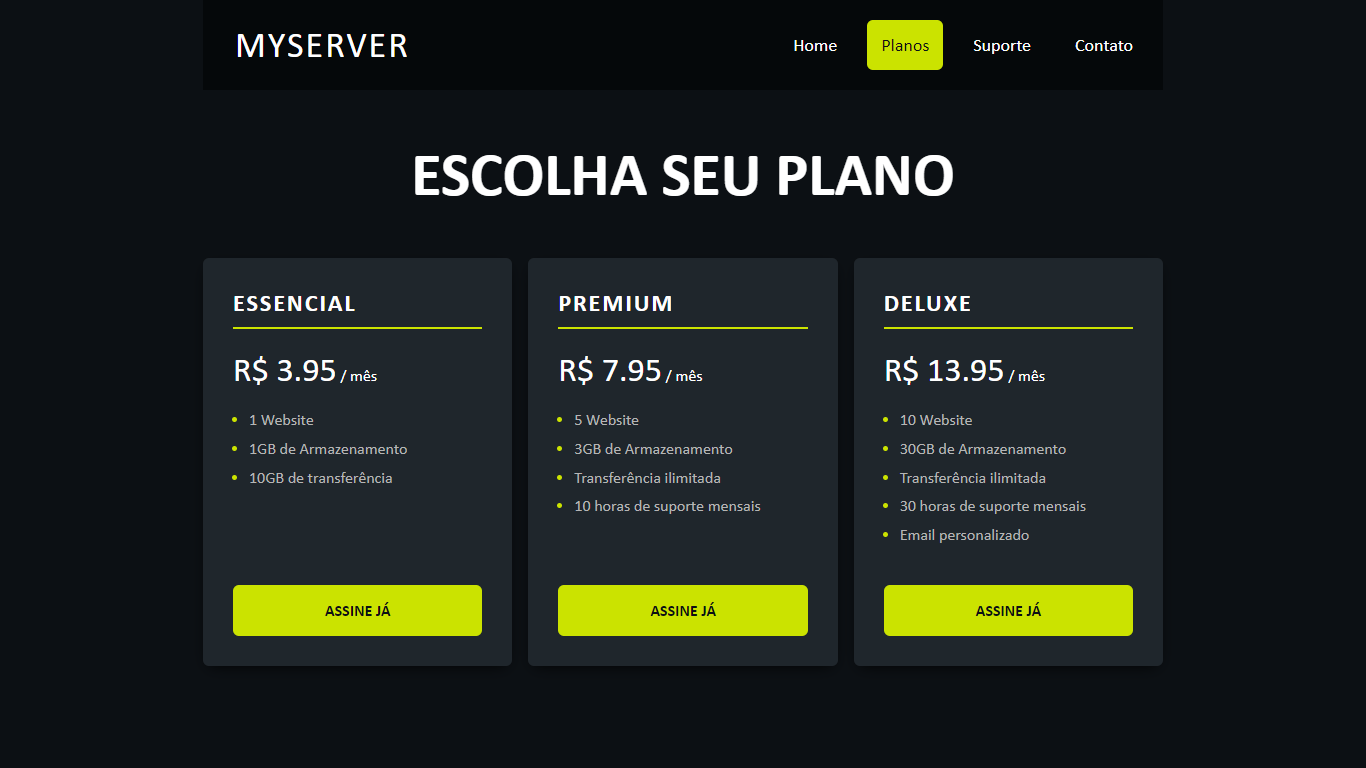 MYSERVER
Home Planos Suporte Contato
ESCOLHA SEU PLANO
ESSENCIAL
R$ 3.95 / mês
1 Website
1GB de Armazenamento
10GB de transferência
ASSINE JÁ
PREMIUM
R$ 7.95 / mês
5 Website
3GB de Armazenamento
Transferência ilimitada
10 horas de suporte mensais
ASSINE JÁ
DELUXE
R$ 13.95 / mês
10 Website
30GB de Armazenamento
Transferência ilimitada
30 horas de suporte mensais
Email personalizado
ASSINE JÁ